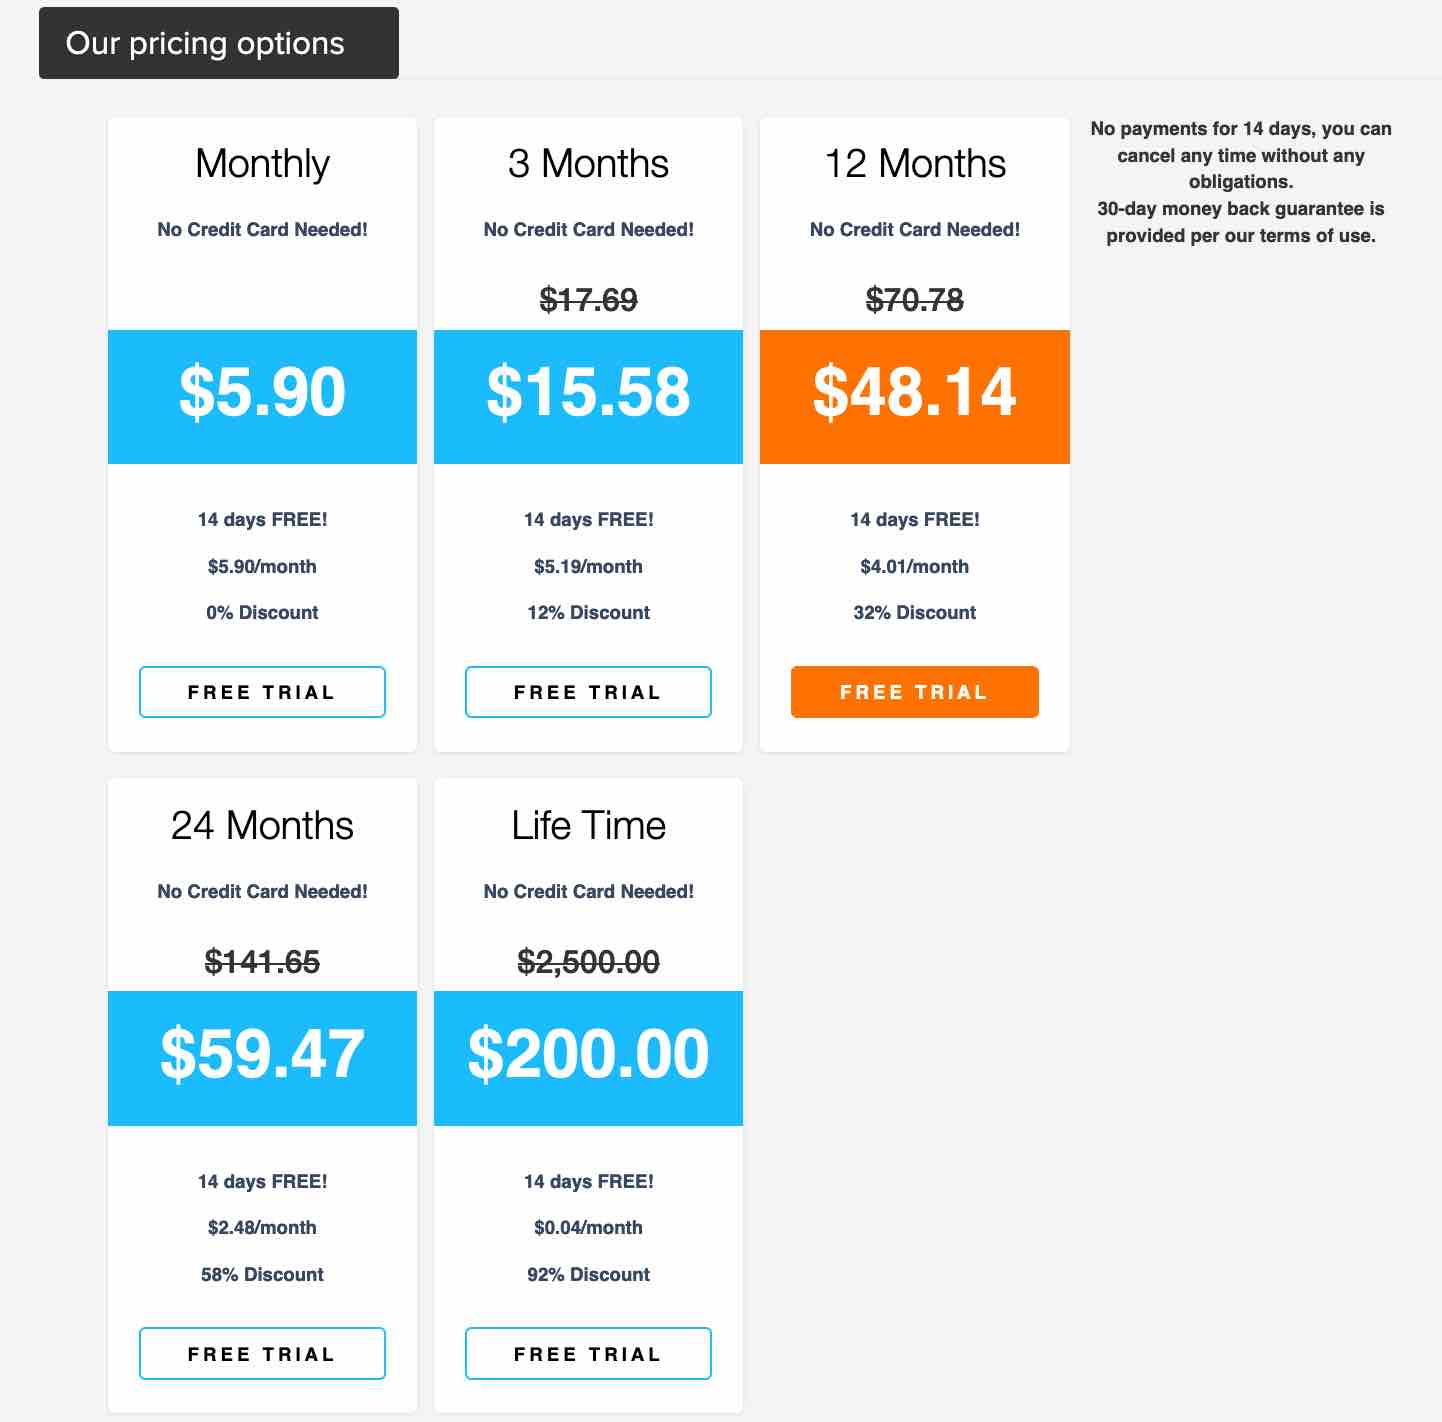 Our pricing options
Monthly
No Credit Card Needed!
$5.90
14 days FREE!
$5.90/month
0% Discount
FREE TRIAL
3 Months
No Credit Card Needed!
$17.69
$15.58
14 days FREE!
$5.19/month
12% Discount
FREE TRIAL
12 Months
No Credit Card Needed!
$70.78
$48.14
14 days FREE!
$4.01/month
32% Discount
FREE TRIAL
No payments for 14 days, you can
cancel any time without any
obligations.
30-day money back guarantee is
provided per our terms of use.
24 Months
No Credit Card Needed!
$141.65
$59.47
14 days FREE!
$2.48/month
58% Discount
FREE TRIAL
Life Time
No Credit Card Needed!
$2,500.00
$200.00
14 days FREE!
$0.04/month
92% Discount
FREE TRIAL